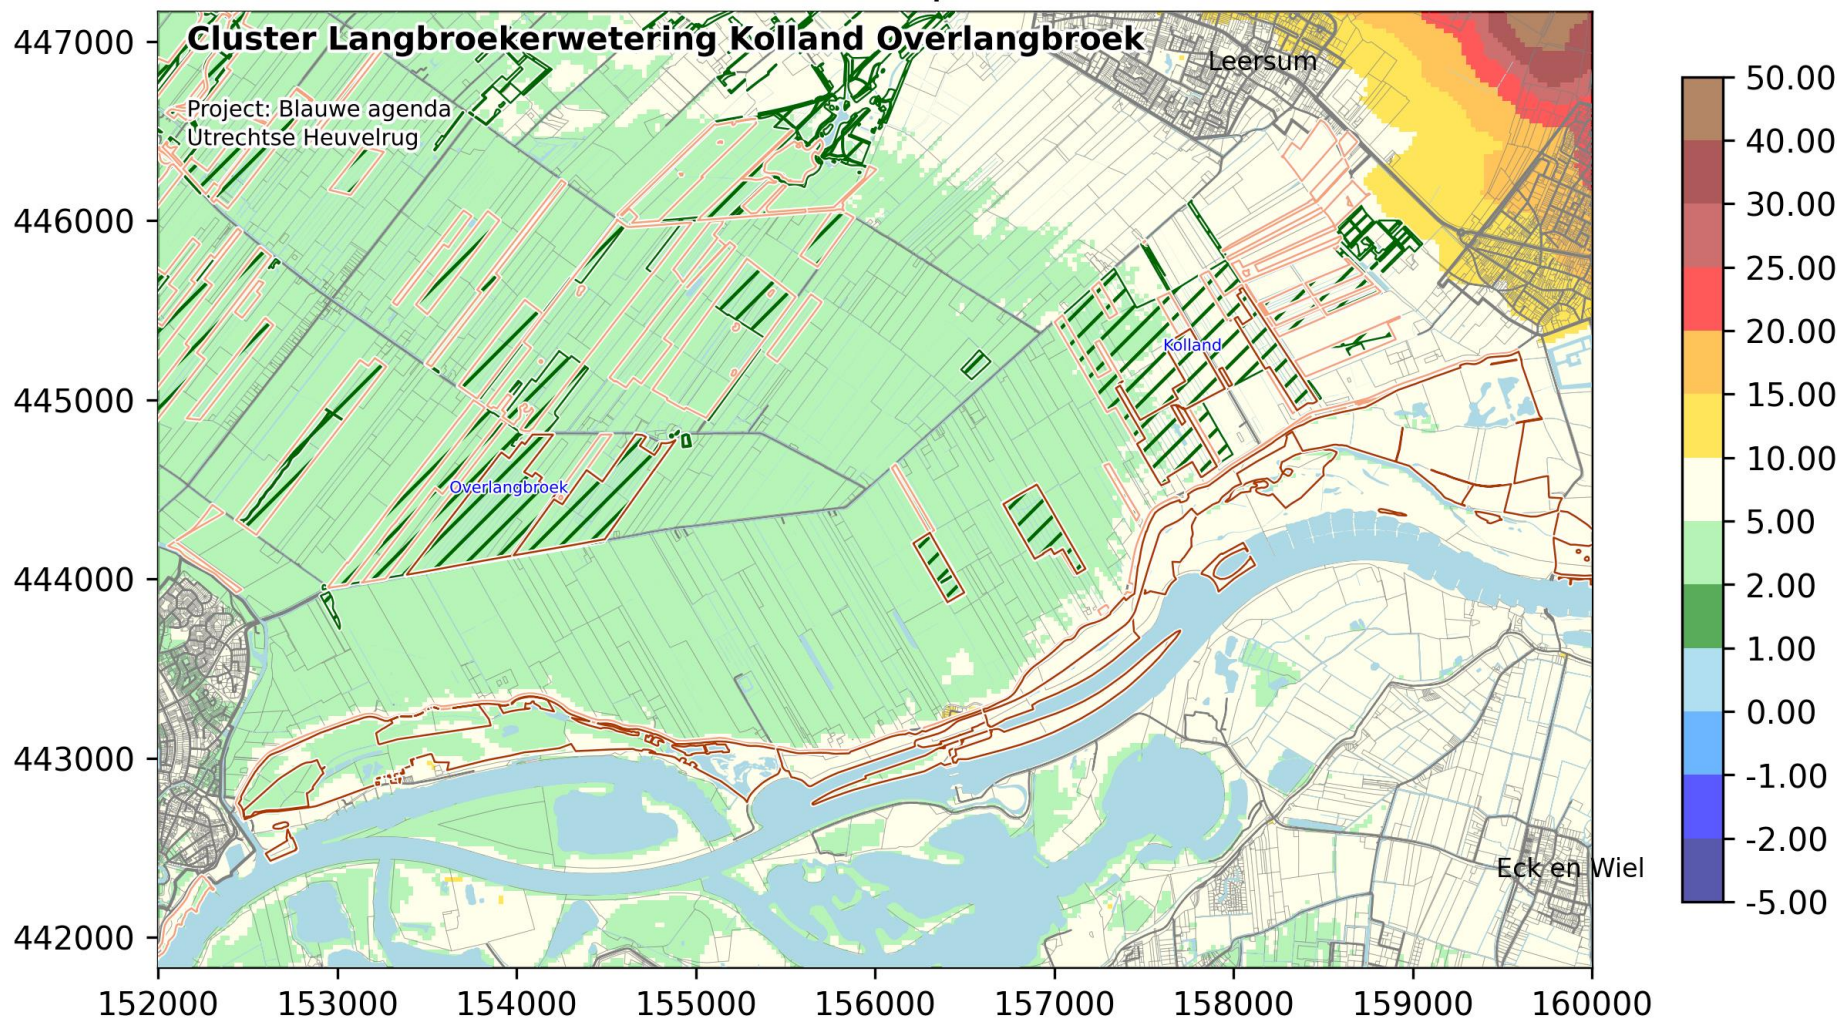 Cluster Langbroekerwetering Kolland Overlangbroek
Project: Blauwe agenda
Utrechtse Heuvelrug
Leersum
Kolland
Overlangbroek
Eck en Wiel
447000
446000
445000
444000
443000
442000
152000 153000 154000 155000 156000 157000 158000 159000 160000
50.00
40.00
30.00
25.00
20.00
15.00
10.00
5.00
2.00
1.00
0.00
-1.00
-2.00
-5.00